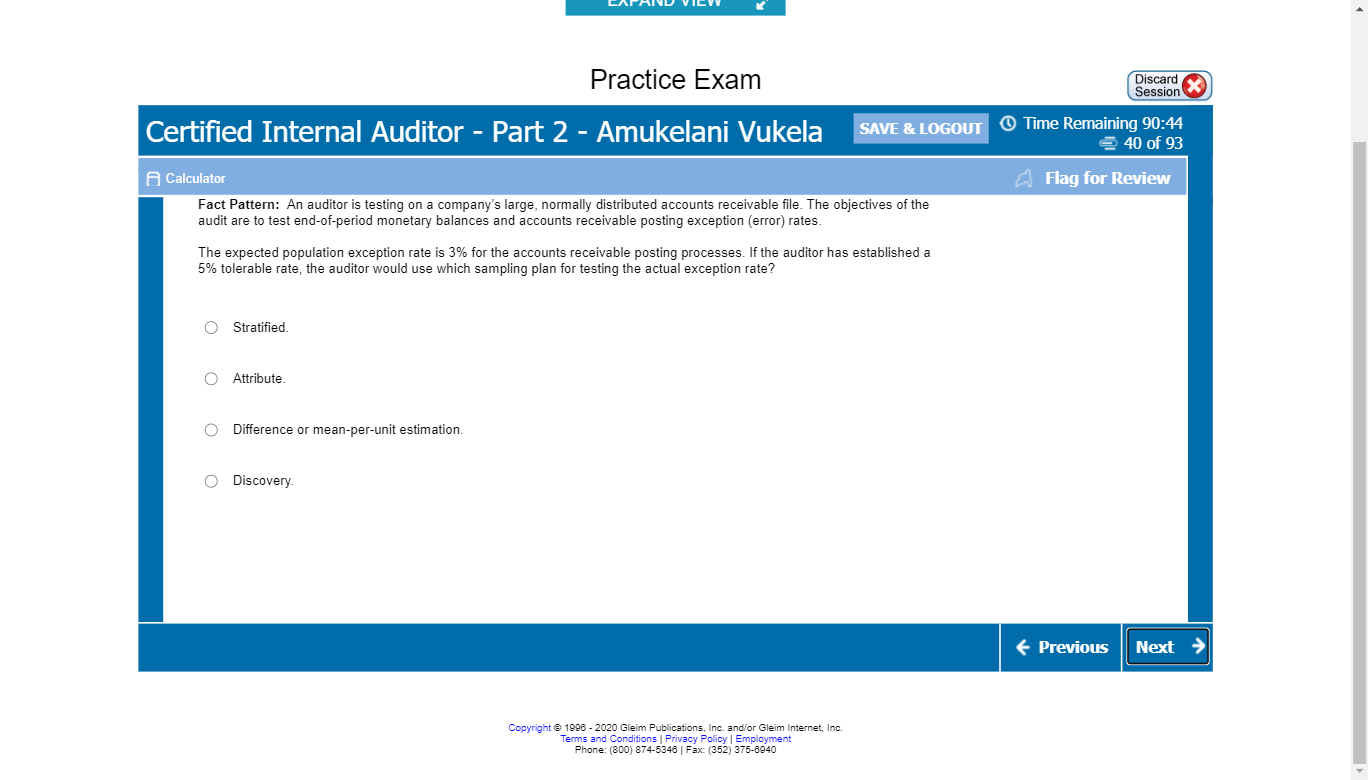 EXPAND VIEW
Practice Exam
Discard
Session
Certified Internal Auditor - Part 2 - Amukelani Vukela
SAVE & LOGOUT
Time Remaining 90:44
40 of 93
Calculator
Flag for Review
Fact Pattern: An auditor is testing on a company's large, normally distributed accounts receivable file. The objectives of the
audit are to test end-of-period monetary balances and accounts receivable posting exception (error) rates.
The expected population exception rate is 3% for the accounts receivable posting processes. If the auditor has established a
5% tolerable rate, the auditor would use which sampling plan for testing the actual exception rate?
Stratified.
Attribute.
Difference or mean-per-unit estimation.
Discovery.
Previous
Next
Copyright © 1996 - 2020 Gleim Publications, Inc. and/or Gleim Internet, Inc.
Terms and Conditions | Privacy Policy | Employment
Phone: (800) 874-5346 | Fax: (352) 375-6940